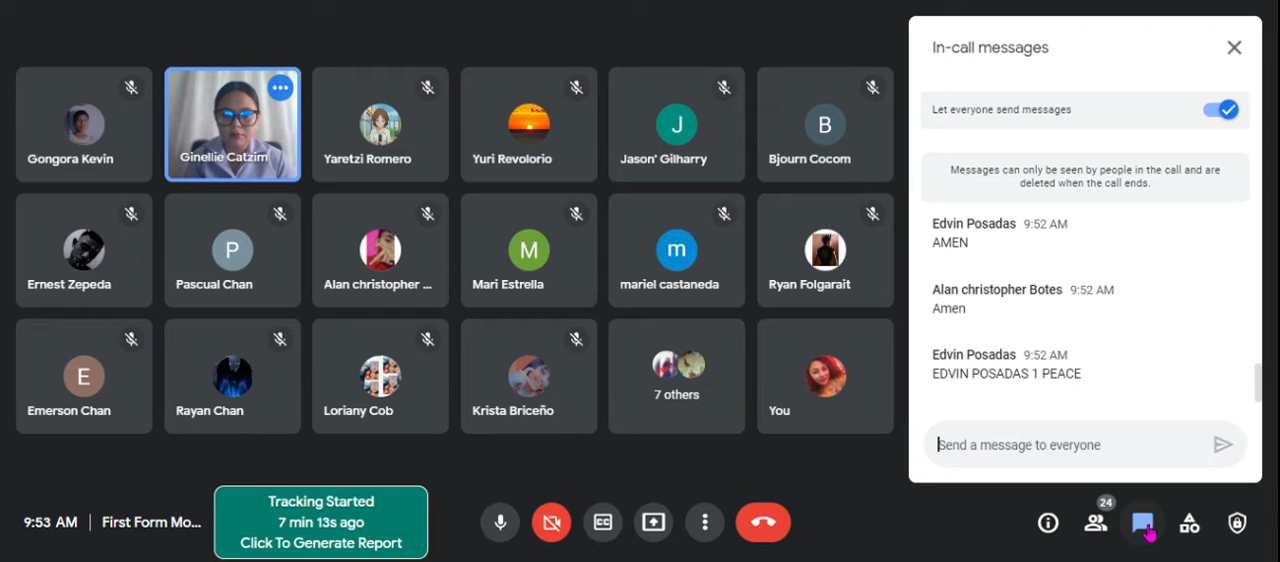 In-call messages
Let everyone send messages
Messages can only be seen by people in the call and are
deleted when the call ends.
Edvin Posadas 9:52 AM
AMEN
Alan christopher Botes 9:52 AM
Amen
Edvin Posadas 9:52 AM
EDVIN POSADAS 1 PEACE
Send a message to everyone
Gongora Kevin
Ginellie Catzim
Yaretzi Romero
Yuri Revolorio
J
Jason' Gilharry
B
Bjourn Cocom
Ernest Zepeda
P
Pascual Chan
Alan christopher ...
M
Mari Estrella
m
mariel castaneda
Ryan Folgarait
E
Emerson Chan
Rayan Chan
Loriany Cob
Krista Briceño
7 others
You
9:53 AM | First Form Mo...
Tracking Started
7 min 13s ago
Click To Generate Report
CC
24